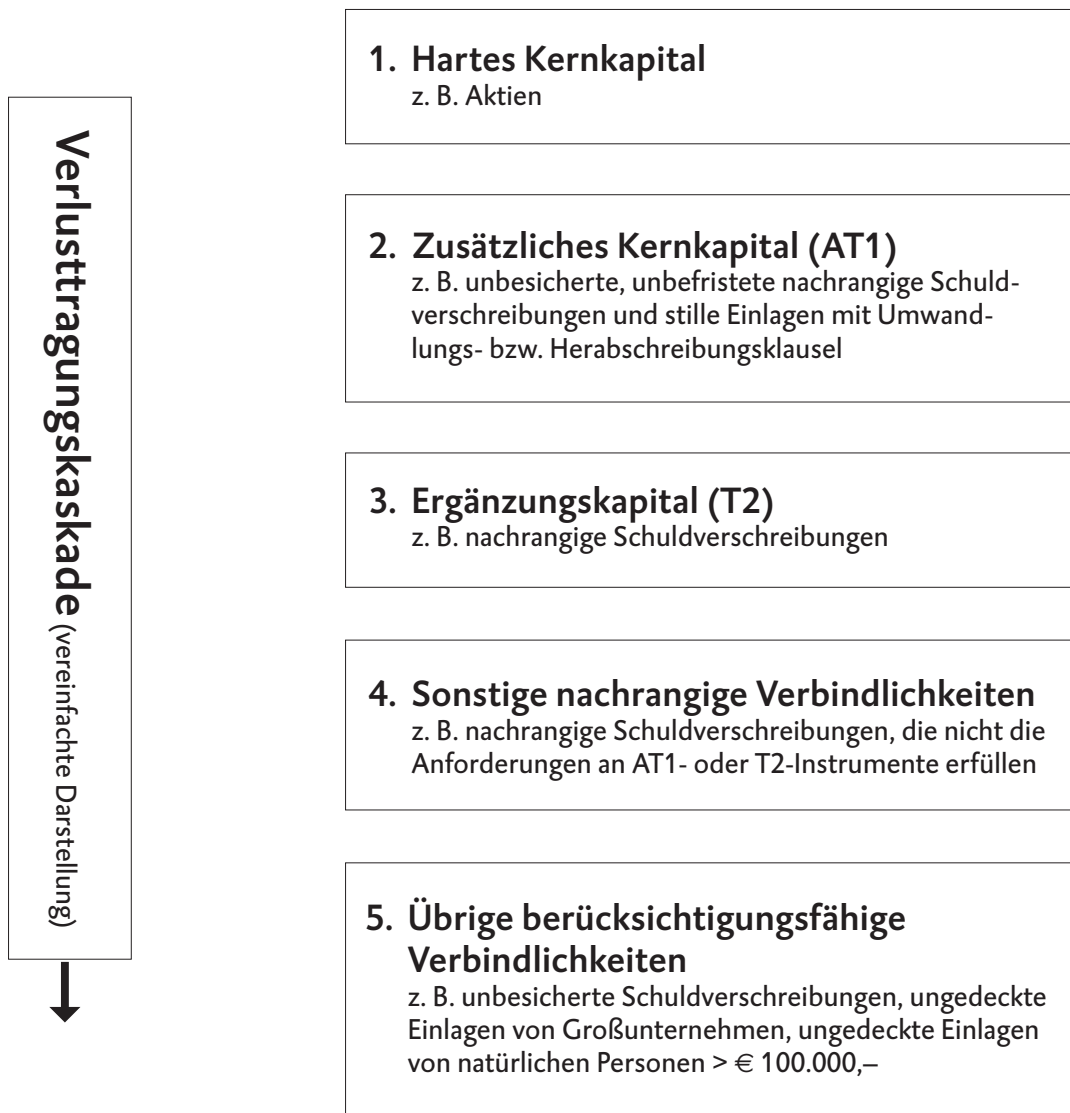 Verlusttragungskaskade (vereinfachte Darstellung)
1. Hartes Kernkapital
z. B. Aktien
2. Zusätzliches Kernkapital (AT1)
z. B. unbesicherte, unbefristete nachrangige Schuld-
verschreibungen und stille Einlagen mit Umwand-
lungs- bzw. Herabschreibungsklausel
3. Ergänzungskapital (T2)
z. B. nachrangige Schuldverschreibungen
4. Sonstige nachrangige Verbindlichkeiten
z. B. nachrangige Schuldverschreibungen, die nicht die
Anforderungen an AT1- oder T2-Instrumente erfüllen
5. Übrige berücksichtigungsfähige
Verbindlichkeiten
z. B. unbesicherte Schuldverschreibungen, ungedeckte
Einlagen von Großunternehmen, ungedeckte Einlagen
von natürlichen Personen > € 100.000,–